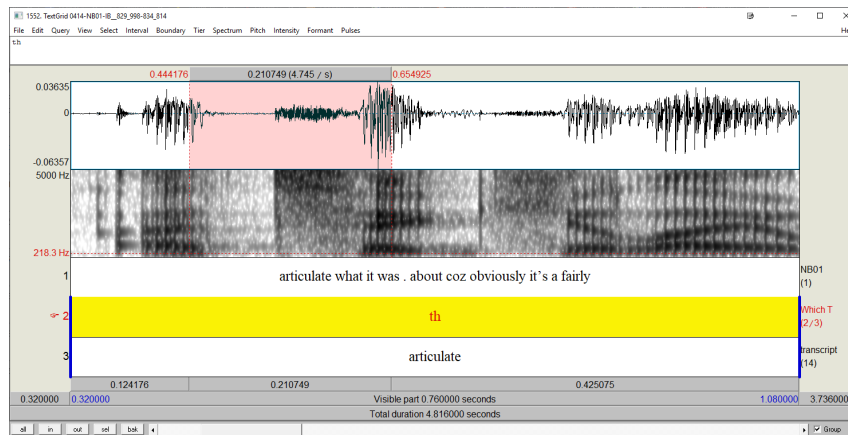 1552. TextGrid 0414-NB01-IB__829_998-834_814
File Edit Query View Select Interval Boundary Tier Spectrum Pitch Intensity Formant Pulses
th
0.444176 0.210749 (4.745 / s) 0.654925
0.03635
0
-0.06357
5000 Hz
218.3 Hz
1 articulate what it was . about coz obviously it's a fairly NB01 (1)
2 th Which T (2/3)
3 articulate transcript (14)
0.124176 0.210749 0.425075
0.320000 0.320000 Visible part 0.760000 seconds 1.080000 3.736000
Total duration 4.816000 seconds
all in out sel bak Group